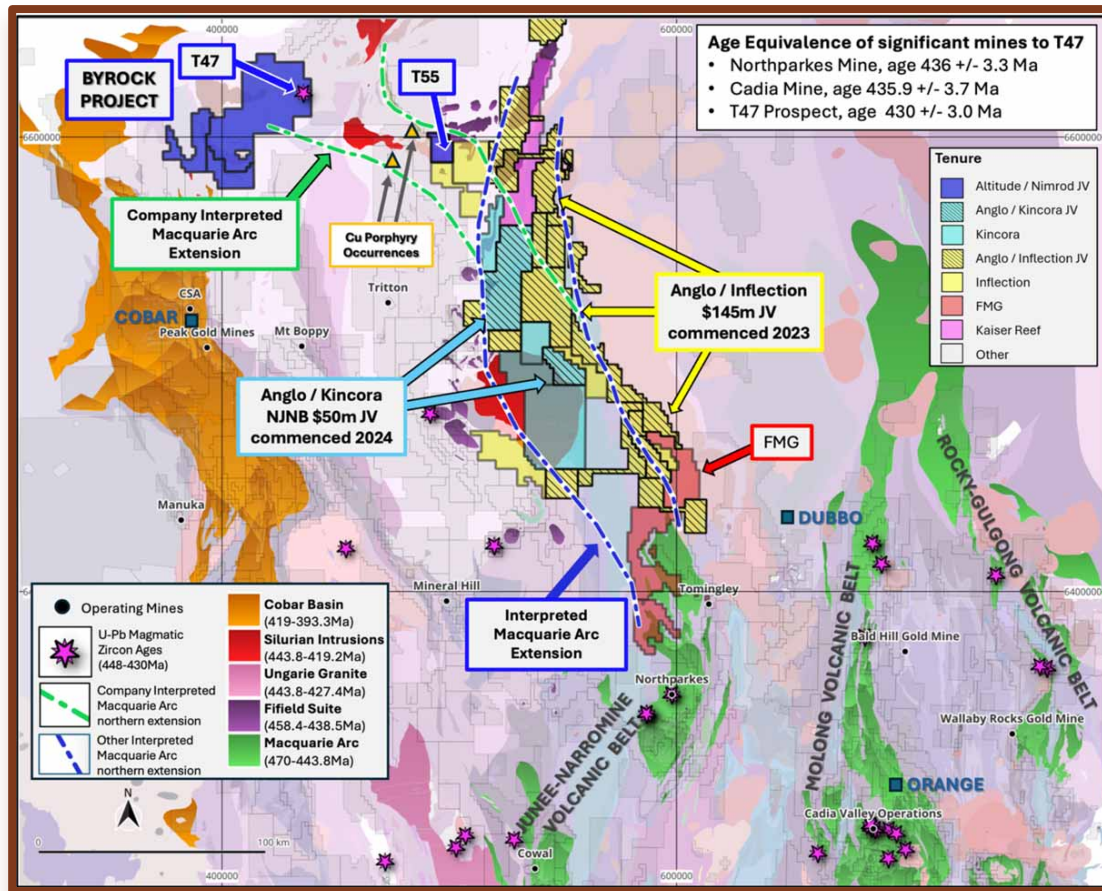 400000
600000
Age Equivalence of significant mines to T47
• Northparkes Mine, age 436 +/- 3.3 Ma
• Cadia Mine, age 435.9 +/- 3.7 Ma
• T47 Prospect, age 430 +/- 3.0 Ma
T47
BYROCK
PROJECT
T55
6600000
6600000
Tenure
Altitude / Nimrod JV
Anglo / Kincora JV
Kincora
Anglo / Inflection JV
Inflection
FMG
Kaiser Reef
Other
Company Interpreted
Macquarie Arc
Extension
Cu Porphyry
Occurrences
Tritton
CSA
COBAR
Peak Gold Mines
Mt Boppy
Anglo / Inflection
$145m JV
commenced 2023
Anglo / Kincora
NJNB $50m JV
commenced 2024
FMG
Manuka
DUBBO
ROCKY-GULGONG VOLCANIC BELT
Mineral Hill
6400000
Tomingley
Interpreted
Macquarie Arc
Extension
Bald Hill Gold Mine
MOLONG VOLCANIC BELT
Northparkes
JUNEE-NARROMINE
VOLCANIC BELT
Wallaby Rocks Gold Mine
ORANGE
Cadia Valley Operations
Cowal
Operating Mines
U-Pb Magmatic
Zircon Ages
(448-430Ma)
Company Interpreted
Macquarie Arc
northern extension
Other Interpreted
Macquarie Arc
northern extension
Cobar Basin
(419-393.3Ma)
Silurian Intrusions
(443.8-419.2Ma)
Ungarie Granite
(443.8-427.4Ma)
Fifield Suite
(458.4-438.5Ma)
Macquarie Arc
(470-443.8Ma)
N
0
100 km
400000
600000